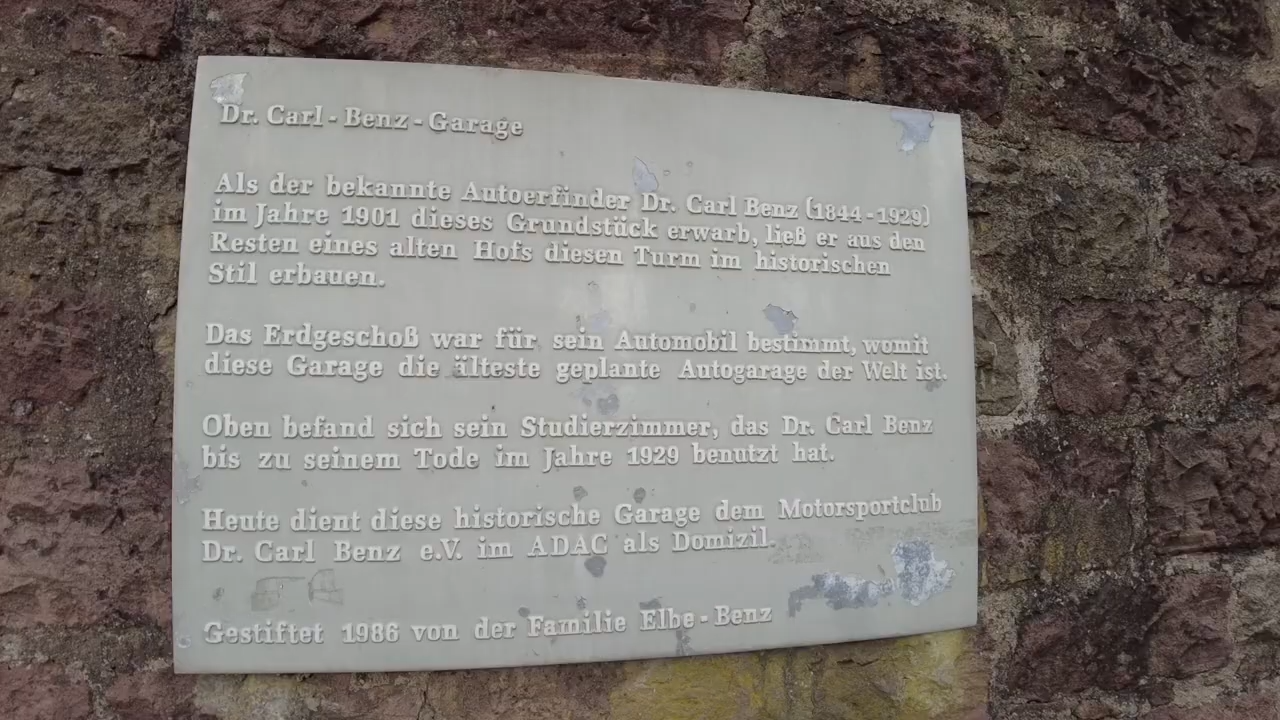 Dr. Carl-Benz-Garage
Als der bekannte Autoerfinder Dr. Carl Benz (1844-1929)
im Jahre 1901 dieses Grundstück erwarb, ließ er aus den
Resten eines alten Hofs diesen Turm im historischen
Stil erbauen.
Das Erdgeschoß war für sein Automobil bestimmt, womit
diese Garage die älteste geplante Autogarage der Welt ist.
Oben befand sich sein Studierzimmer, das Dr. Carl Benz
bis zu seinem Tode im Jahre 1929 benutzt hat.
Heute dient diese historische Garage dem Motorsportclub
Dr. Carl Benz e.V. im ADAC als Domizil.
Gestiftet 1986 von der Familie Elbe-Benz